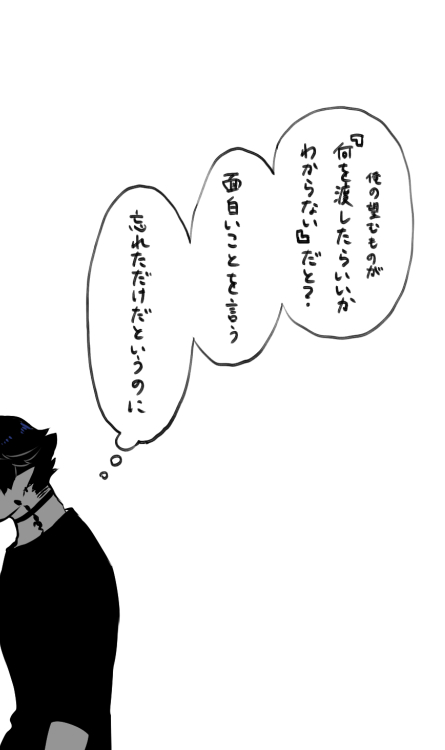 俺の望むものが
『何を渡したらいいか
わからない』だと？
面白いことを言う
忘れただけだというのに